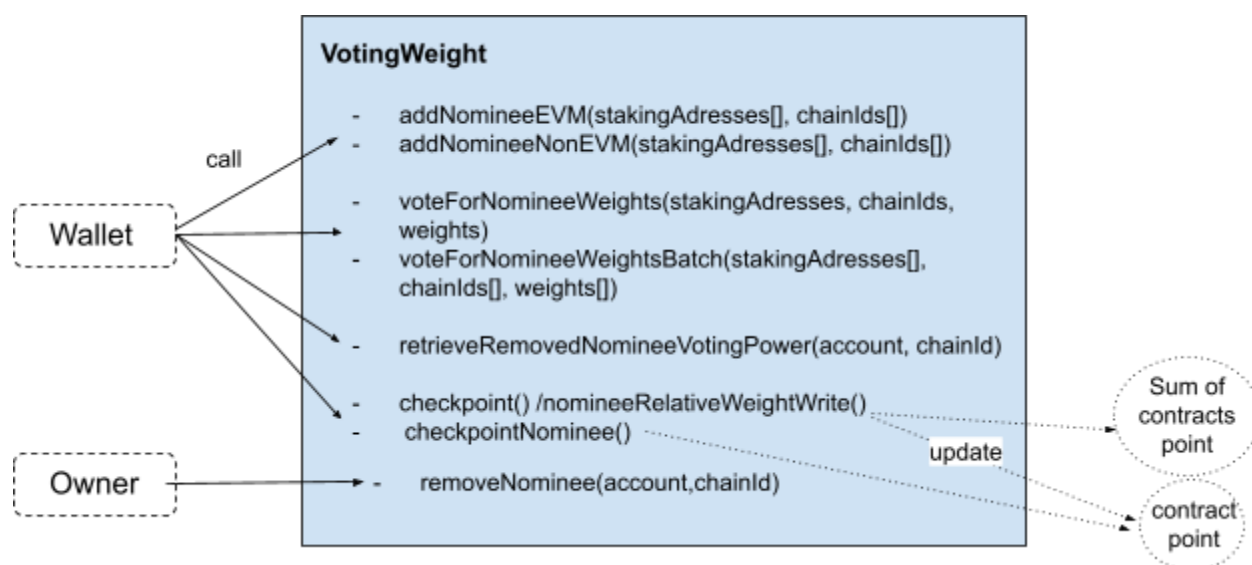 VotingWeight
- addNomineeEVM(stakingAdresses[], chainIds[])
- addNomineeNonEVM(stakingAdresses[], chainIds[])
call
- voteForNomineeWeights(stakingAdresses, chainIds,
weights)
- voteForNomineeWeightsBatch(stakingAdresses[],
chainIds[], weights[])
Wallet
- retrieveRemovedNomineeVotingPower(account, chainId)
- checkpoint() /nomineeRelativeWeightWrite()
- checkpointNominee()
update
Sum of
contracts
point
Owner
- removeNominee(account,chainId)
contract
point